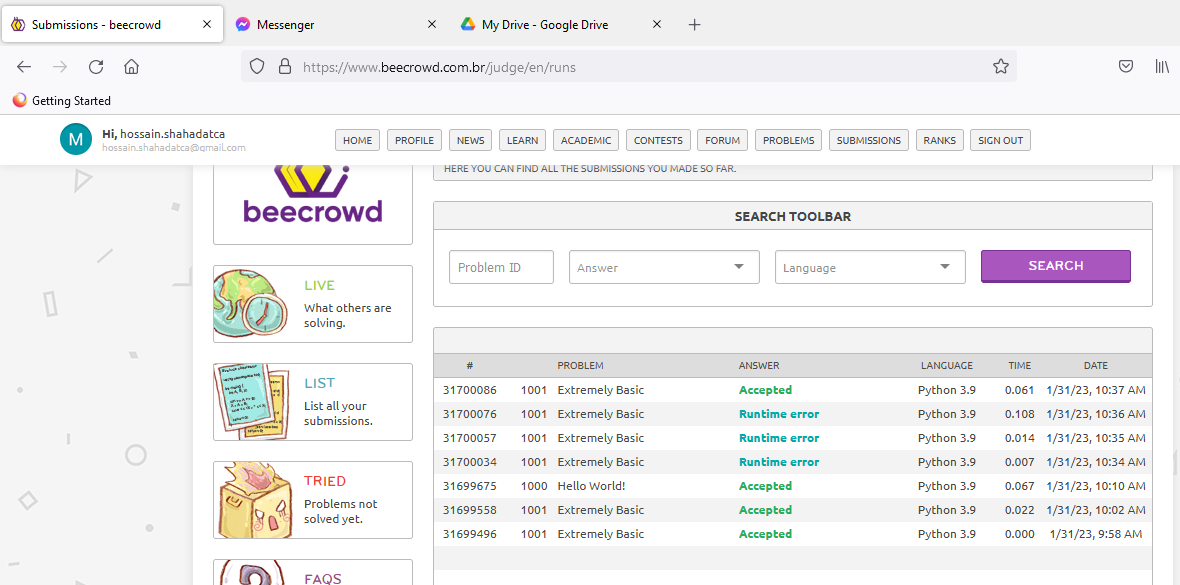 Submissions - beecrowd
Messenger
My Drive - Google Drive
https://www.beecrowd.com.br/judge/en/runs
Getting Started
M
Hi, hossain.shahadatca
hossain.shahadatca@gmail.com
HOME PROFILE NEWS LEARN ACADEMIC CONTESTS FORUM PROBLEMS SUBMISSIONS RANKS SIGN OUT
HERE YOU CAN FIND ALL THE SUBMISSIONS YOU MADE SO FAR.
beecrowd
LIVE
What others are
solving.
LIST
List all your
submissions.
TRIED
Problems not
solved yet.
FAQS
SEARCH TOOLBAR
Problem ID Answer Language SEARCH
# PROBLEM ANSWER LANGUAGE TIME DATE
31700086 1001 Extremely Basic Accepted Python 3.9 0.061 1/31/23, 10:37 AM
31700076 1001 Extremely Basic Runtime error Python 3.9 0.108 1/31/23, 10:36 AM
31700057 1001 Extremely Basic Runtime error Python 3.9 0.014 1/31/23, 10:35 AM
31700034 1001 Extremely Basic Runtime error Python 3.9 0.007 1/31/23, 10:34 AM
31699675 1000 Hello World! Accepted Python 3.9 0.067 1/31/23, 10:10 AM
31699558 1001 Extremely Basic Accepted Python 3.9 0.022 1/31/23, 10:02 AM
31699496 1001 Extremely Basic Accepted Python 3.9 0.000 1/31/23, 9:58 AM